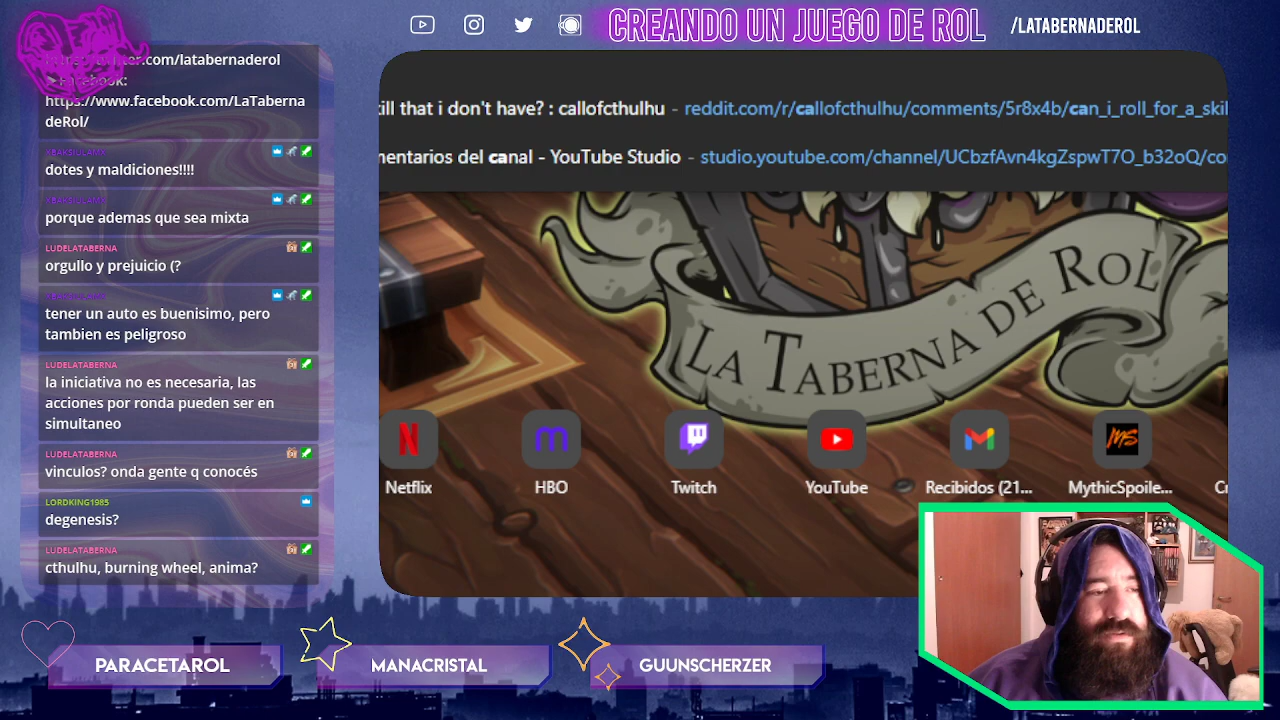 CREANDO UN JUEGO DE ROL
/LATABERNADEROL
.com/latabernaderol
Facebook:
https://www.facebook.com/LaTaberna
deRol/
dotes y maldiciones!!!!
porque ademas que sea mixta
LUDELATABERNA
orgullo y prejuicio (?
tener un auto es buenisimo, pero
tambien es peligroso
LUDELATABERNA
la iniciativa no es necesaria, las
acciones por ronda pueden ser en
simultaneo
LUDELATABERNA
vinculos? onda gente q conocés
LORDKING1985
degenesis?
LUDELATABERNA
cthulhu, burning wheel, anima?
ill that i don't have? : callofcthulhu - reddit.com/r/callofcthulhu/comments/5r8x4b/can_i_roll_for_a_skil
mentarios del canal - YouTube Studio - studio.youtube.com/channel/UCbzfAvn4kgZspwT7O_b32oQ/co
LA TABERNA DE ROL
Netflix
HBO
Twitch
YouTube
Recibidos (21...
MS
MythicSpoile...
PARACETAROL
MANACRISTAL
GUUNSCHERZER